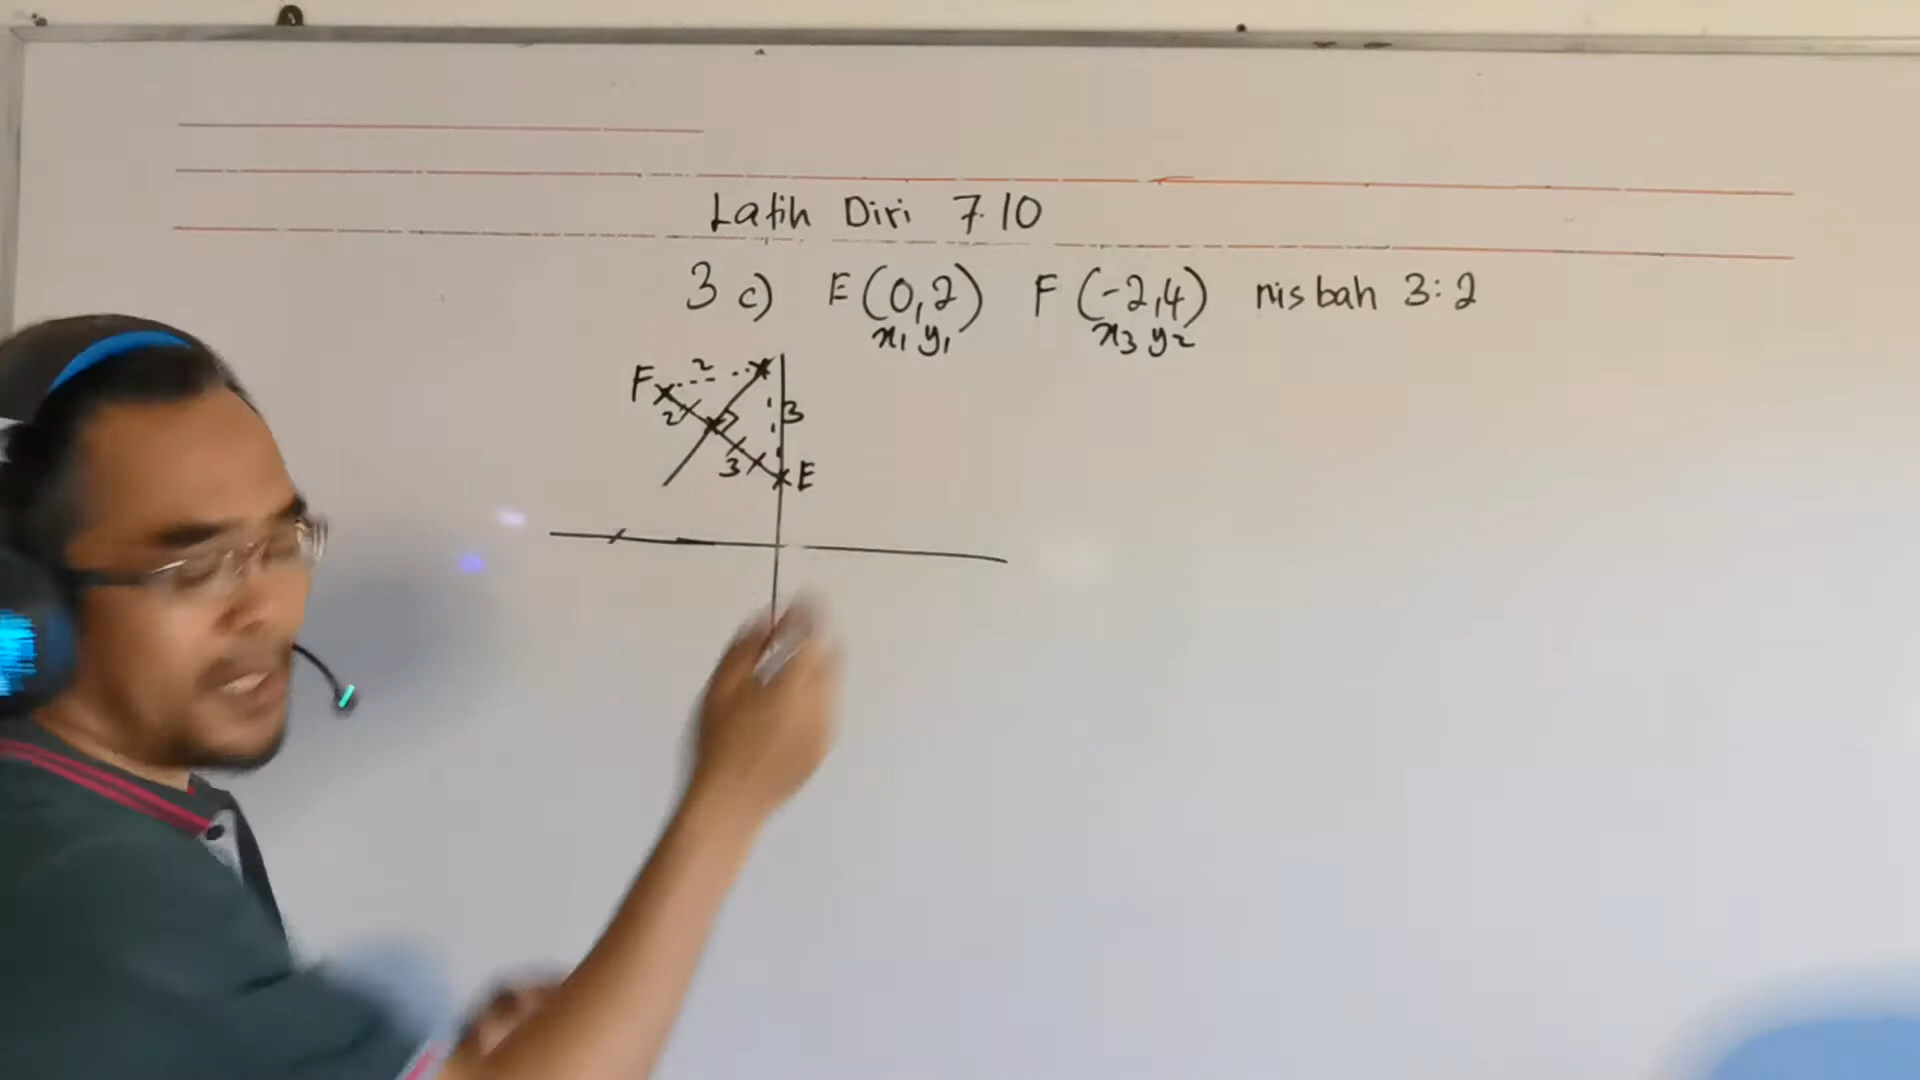 Latih Diri 7.10
3 c) E(0,2) F(-2,4) nisbah 3:2
x1 y1 x3 y2
F 2
2 3
3 E